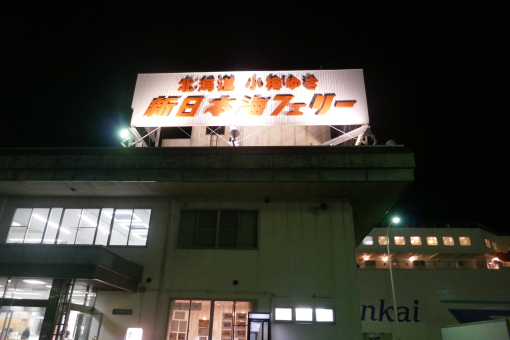 北海道 小樽ゆき
新日本海フェリー
nkai